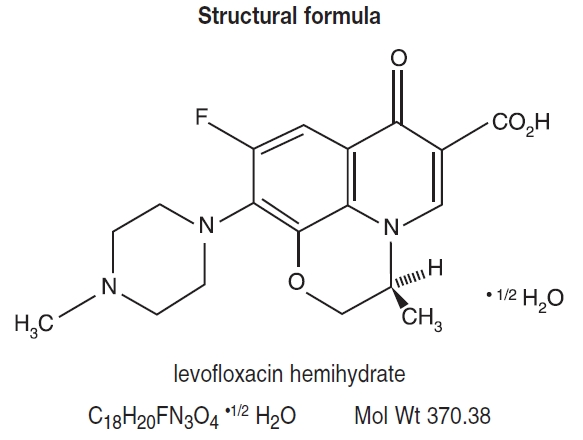 Structural formula
O
F
CO₂H
N
N
H
N
O
• 1/2 H₂O
CH₃
H₃C
levofloxacin hemihydrate
C₁₈H₂₀FN₃O₄ •1/2 H₂O Mol Wt 370.38